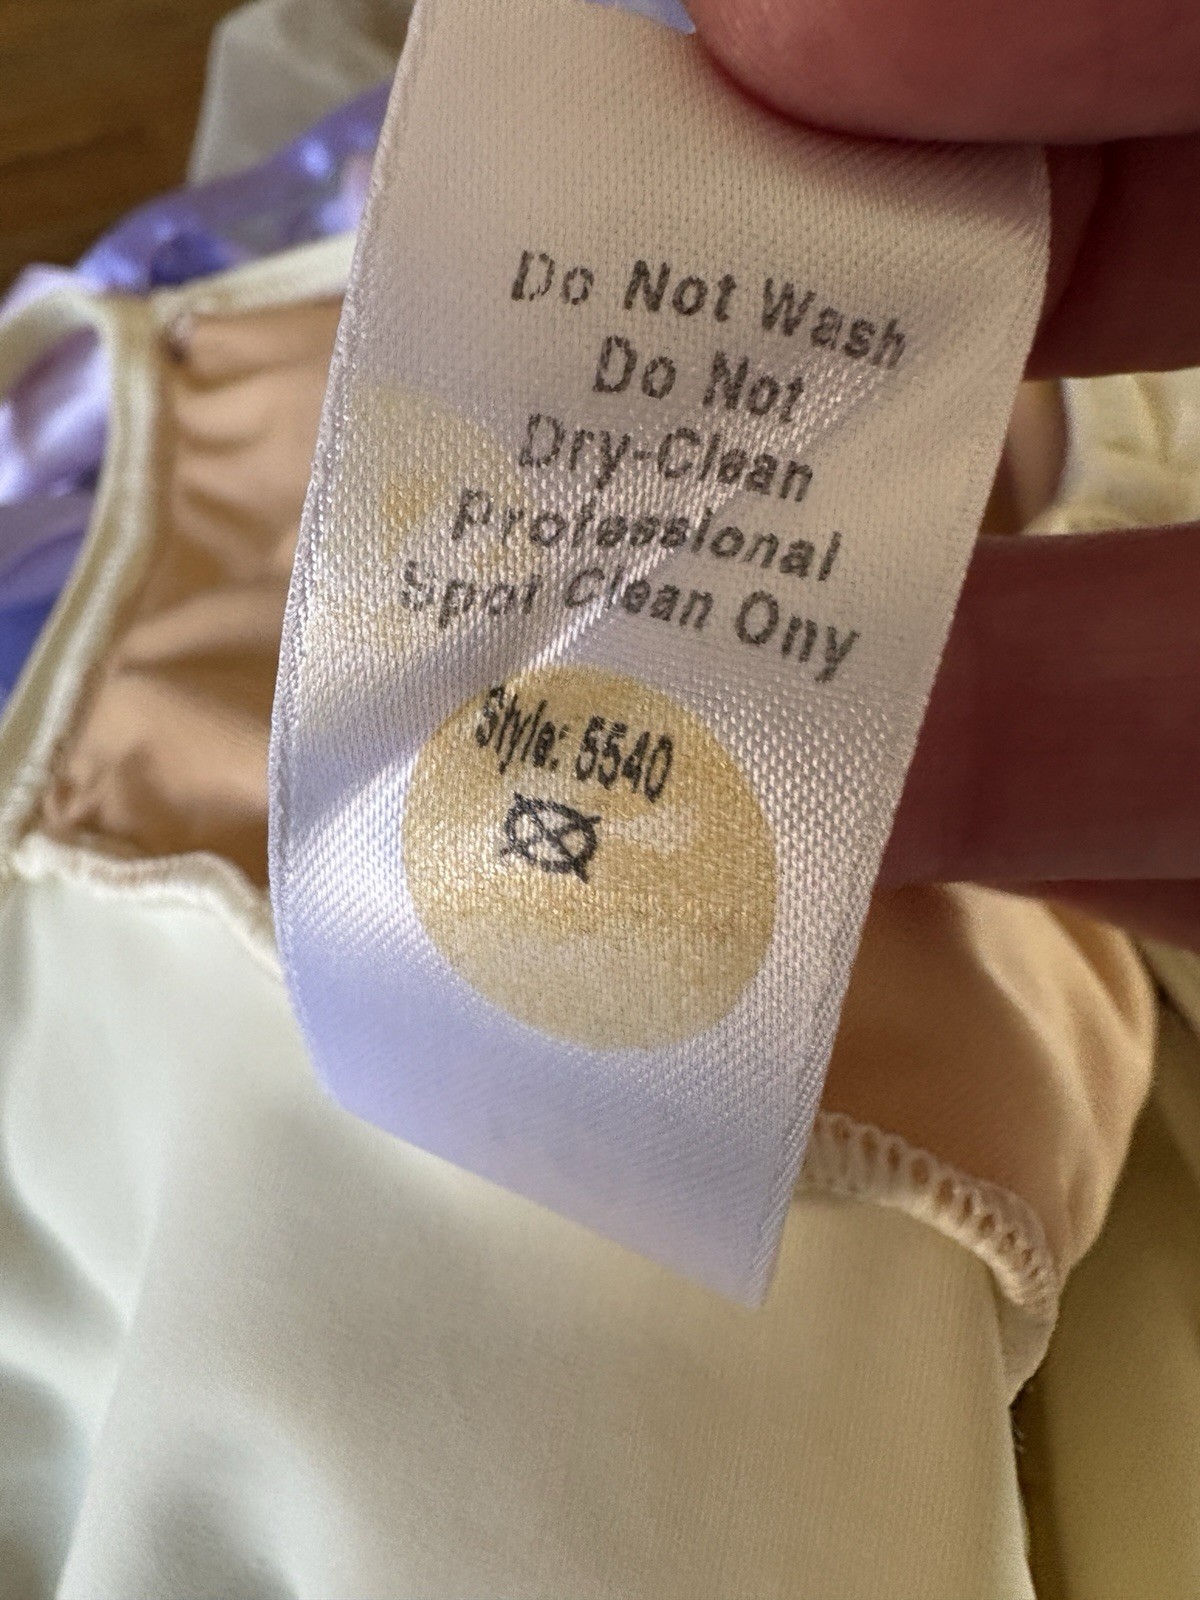 Do Not Wash
Do Not
Dry-Clean
Professional
Spot Clean Ony
Style: 5540